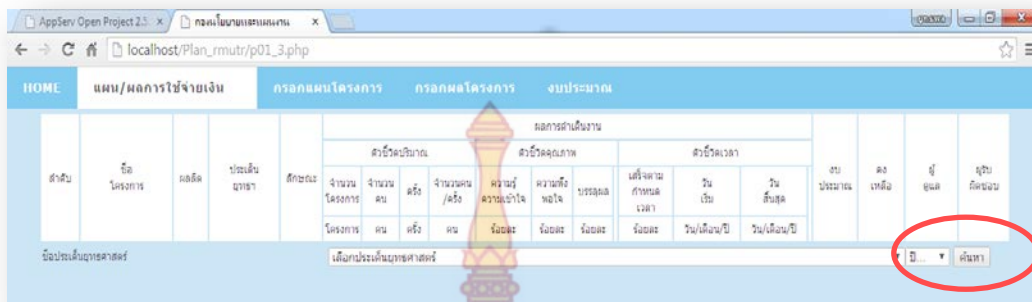 AppServ Open Project 2.5. กองนโยบายและแผนงาน
localhost/Plan_rmutr/p01_3.php
HOME แผน/ผลการใช้จ่ายเงิน กรอกแผนโครงการ กรอกผลโครงการ งบประมาณ
ผลการดำเนินงาน
ลำดับ ชื่อ โครงการ ผลผลิต ประเด็น ยุทธฯ ลักษณะ ตัวชี้วัดปริมาณ ตัวชี้วัดคุณภาพ ตัวชี้วัดเวลา งบ ประมาณ คง เหลือ ผู้ ดูแล ผู้รับ ผิดชอบ
จำนวน โครงการ จำนวน คน ครั้ง จำนวนคน /ครั้ง ความรู้ ความเข้าใจ ความพึง พอใจ บรรลุผล เสร็จตาม กำหนด เวลา วัน เริ่ม วัน สิ้นสุด
โครงการ คน ครั้ง คน ร้อยละ ร้อยละ ร้อยละ ร้อยละ วัน/เดือน/ปี วัน/เดือน/ปี
ชื่อประเด็นยุทธศาสตร์ เลือกประเด็นยุทธศาสตร์ ปี... ค้นหา